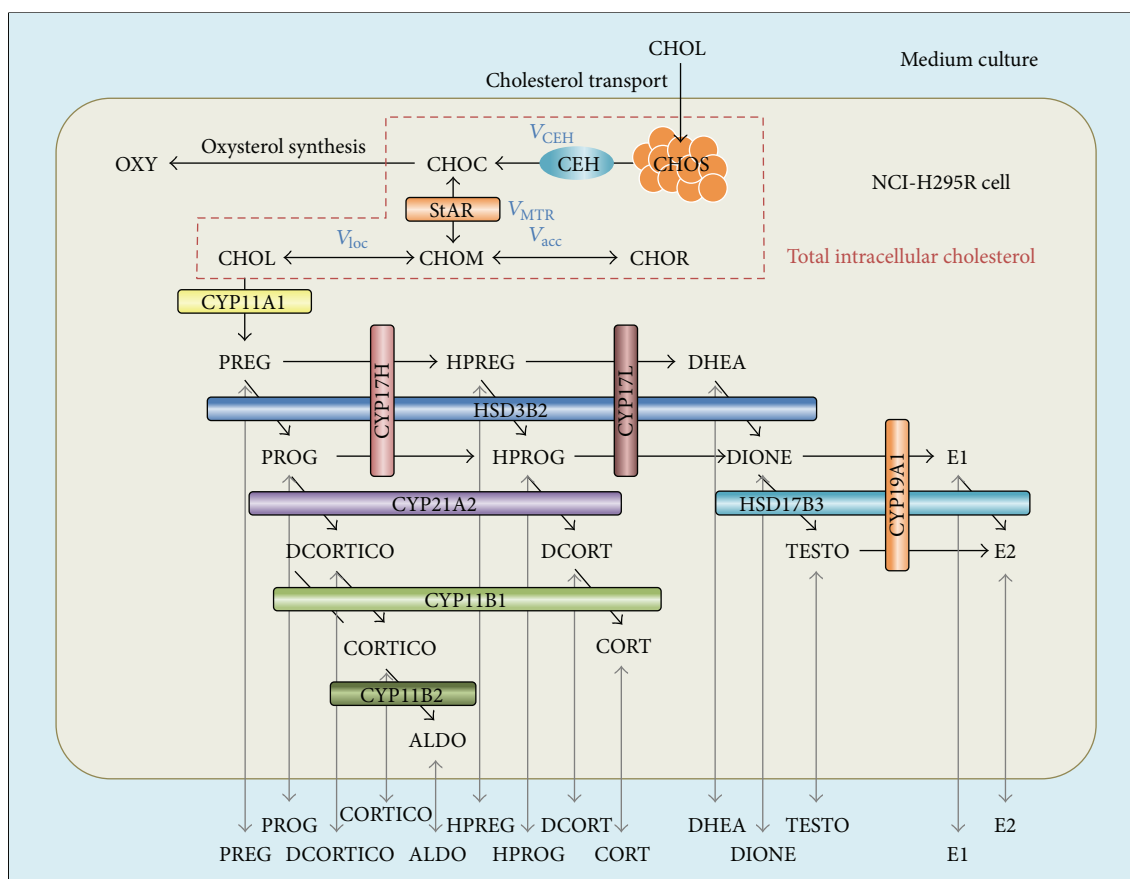 CHOL
Cholesterol transport
Medium culture
V_CEH
Oxysterol synthesis
OXY
CHOC
CEH
CHOS
NCI-H295R cell
StAR
V_MTR
V_loc
V_acc
CHOL
CHOM
CHOR
Total intracellular cholesterol
CYP11A1
PREG
HPREG
DHEA
CYP17H
CYP17L
HSD3B2
PROG
HPROG
DIONE
E1
CYP19A1
CYP21A2
HSD17B3
DCORTICO
DCORT
TESTO
E2
CYP11B1
CORTICO
CORT
CYP11B2
ALDO
PROG
CORTICO
HPREG
DCORT
DHEA
TESTO
E2
PREG
DCORTICO
ALDO
HPROG
CORT
DIONE
E1